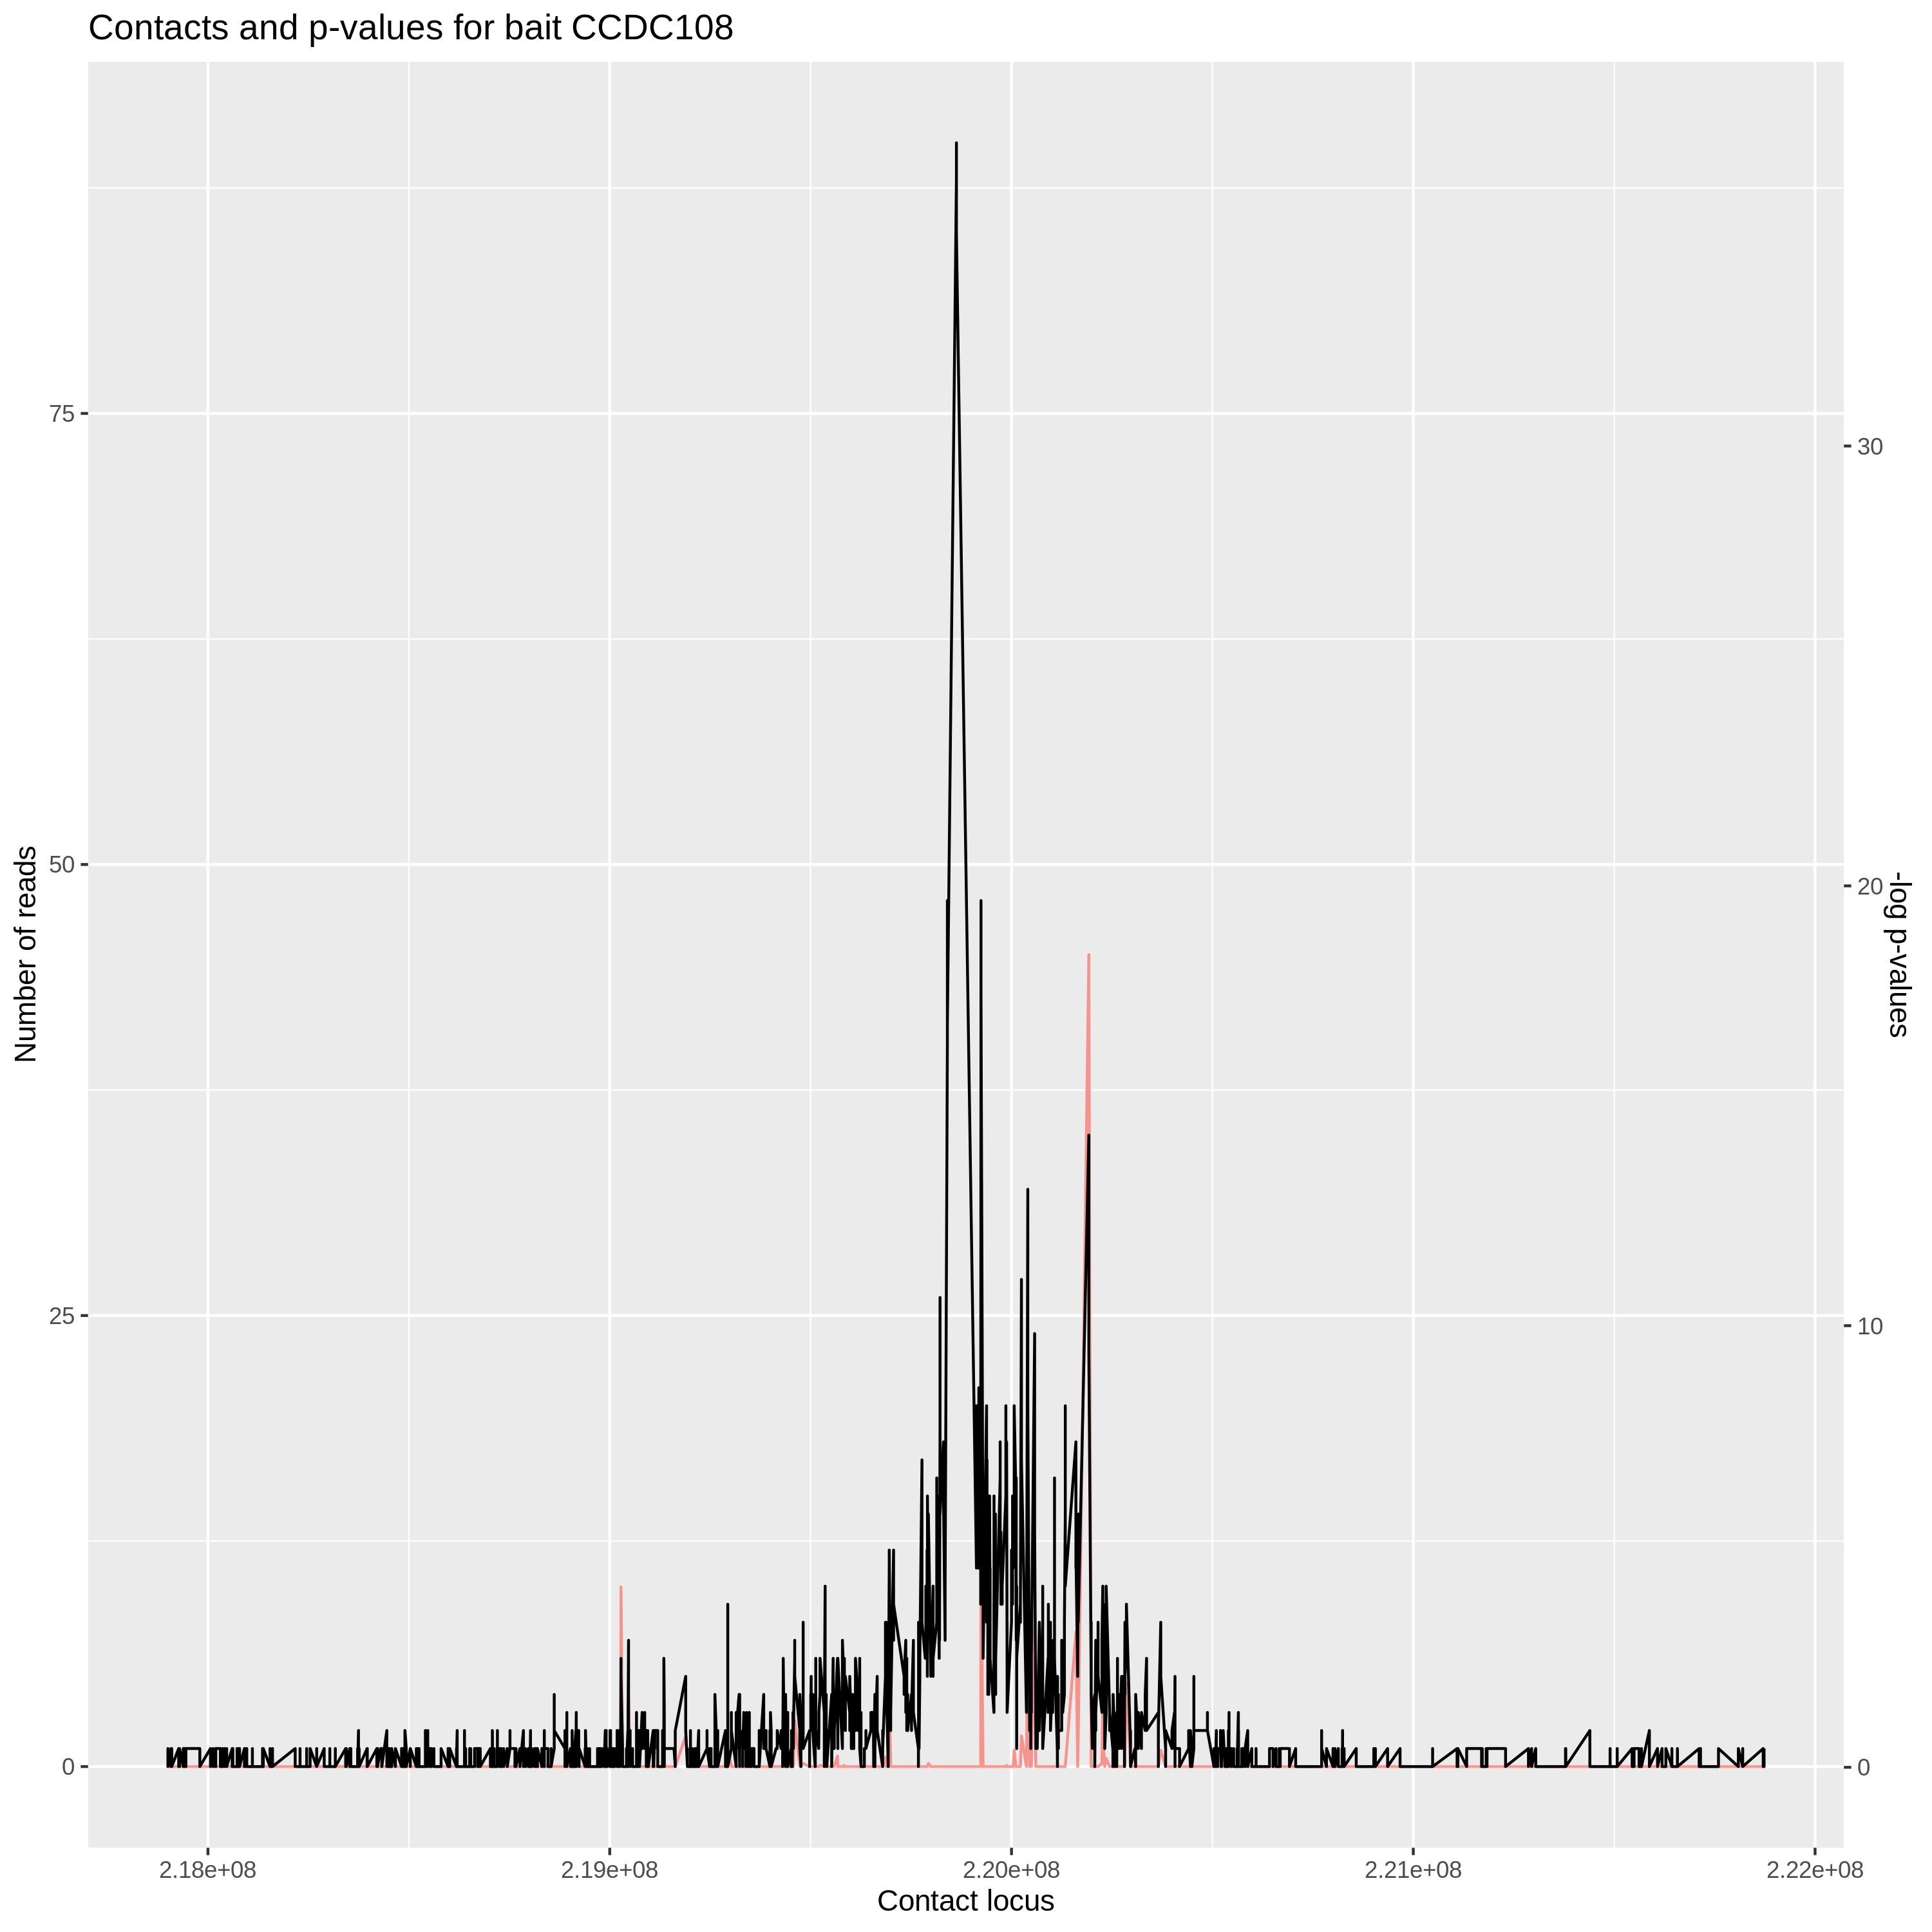 Contacts and p-values for bait CCDC108
75
50
25
0
Number of reads
30
20
10
0
-log p-values
2.18e+08 2.19e+08 2.20e+08 2.21e+08 2.22e+08
Contact locus